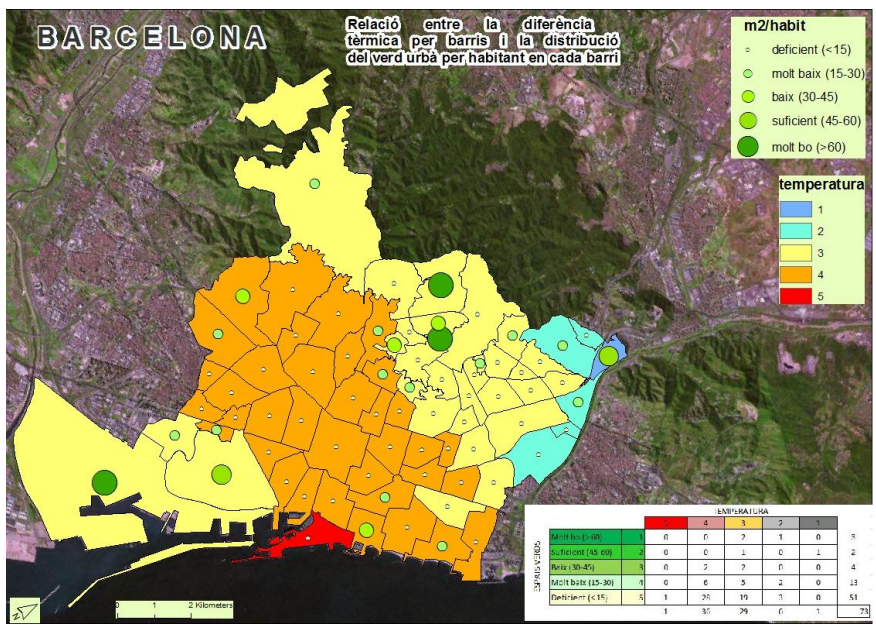 BARCELONA
Relació entre la diferència
tèrmica per barris i la distribució
del verd urbà per habitant en cada barri
m2/habit
deficient (<15)
molt baix (15-30)
baix (30-45)
suficient (45-60)
molt bo (>60)
temperatura
1
2
3
4
5
TEMPERATURA
5 4 3 2 1
ESPAIS VERDS
Molt bo (>60) 1 0 0 2 1 0 3
Suficient (45-60) 2 0 0 1 0 1 2
Baix (30-45) 3 0 2 2 0 0 4
Molt baix (15-30) 4 0 6 5 2 0 13
Deficient (<15) 5 1 28 19 3 0 51
1 36 29 6 1 73
0 1 2 Kilometers
N